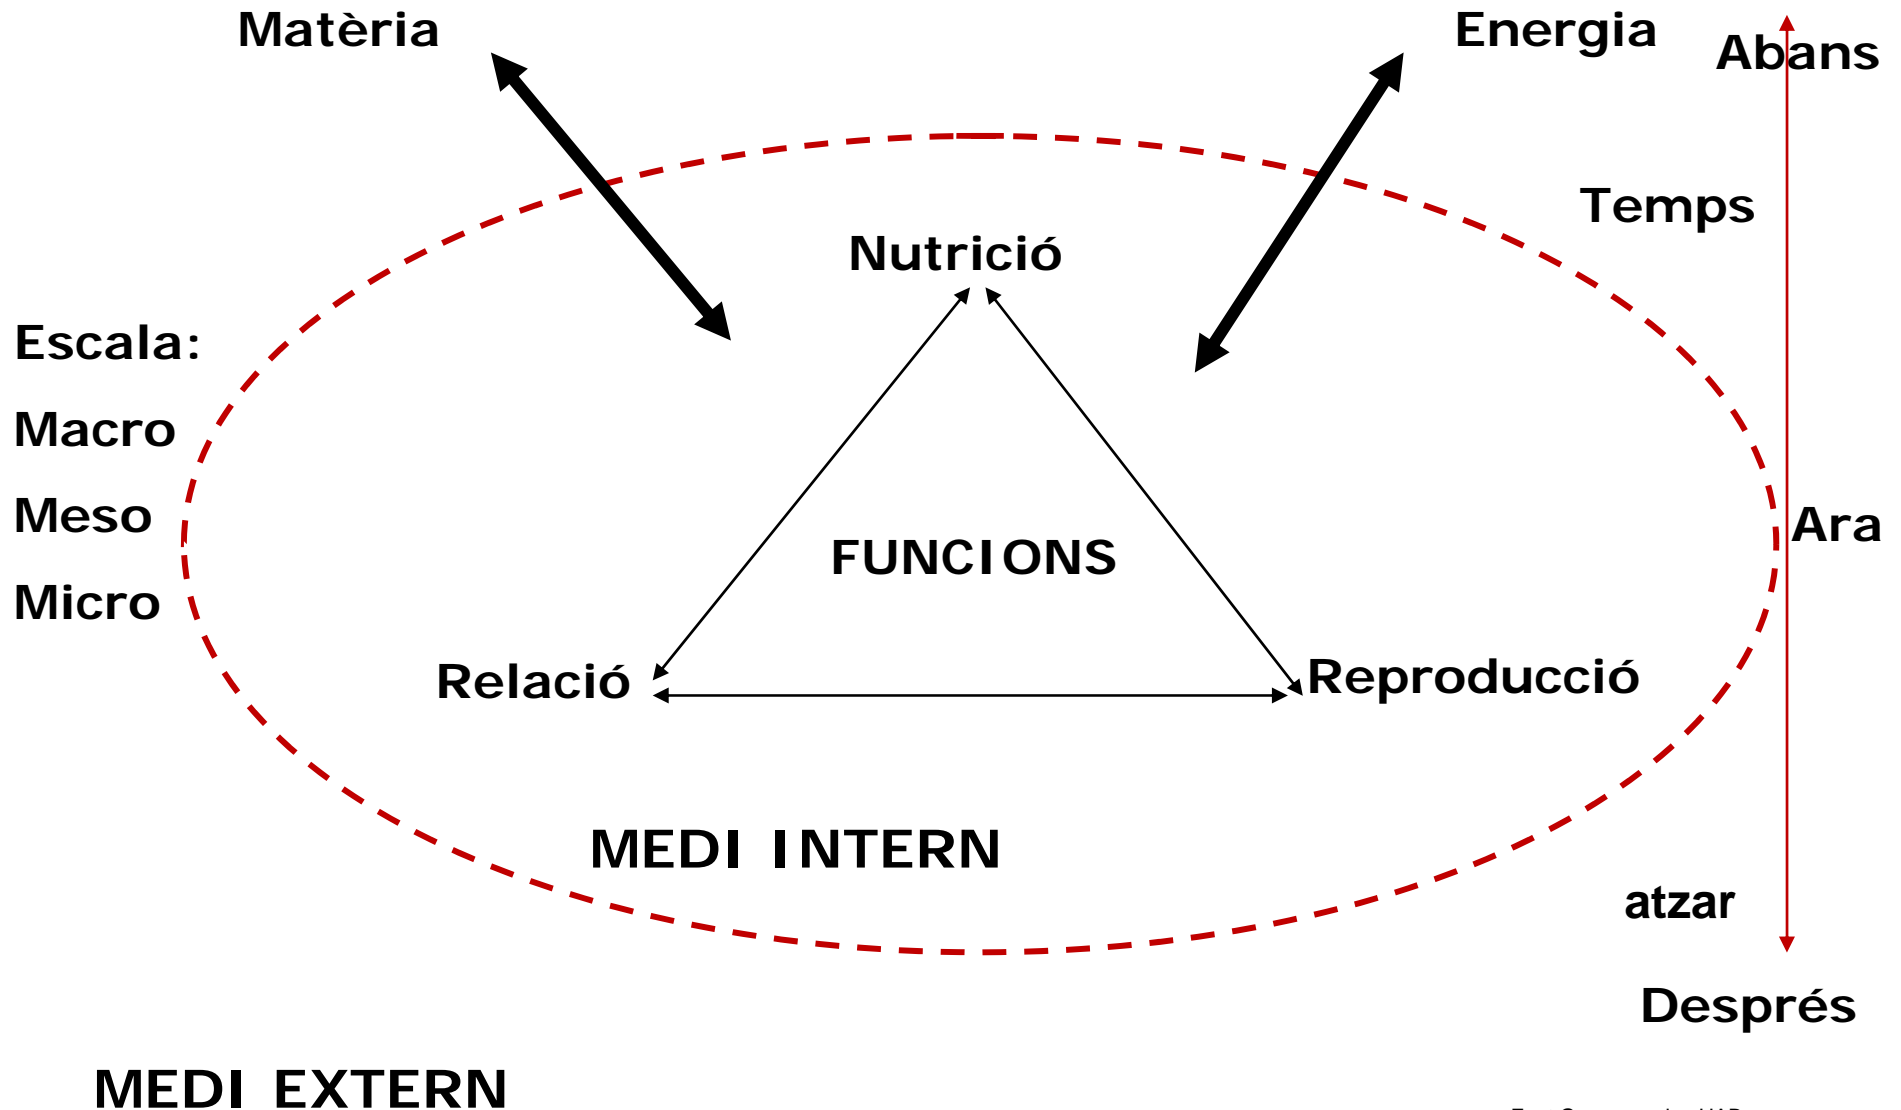 Matèria
Energia
Abans
Temps
Nutrició
Escala:
Macro
Meso
Micro
Ara
FUNCIONS
Relació
Reproducció
MEDI INTERN
atzar
Després
MEDI EXTERN